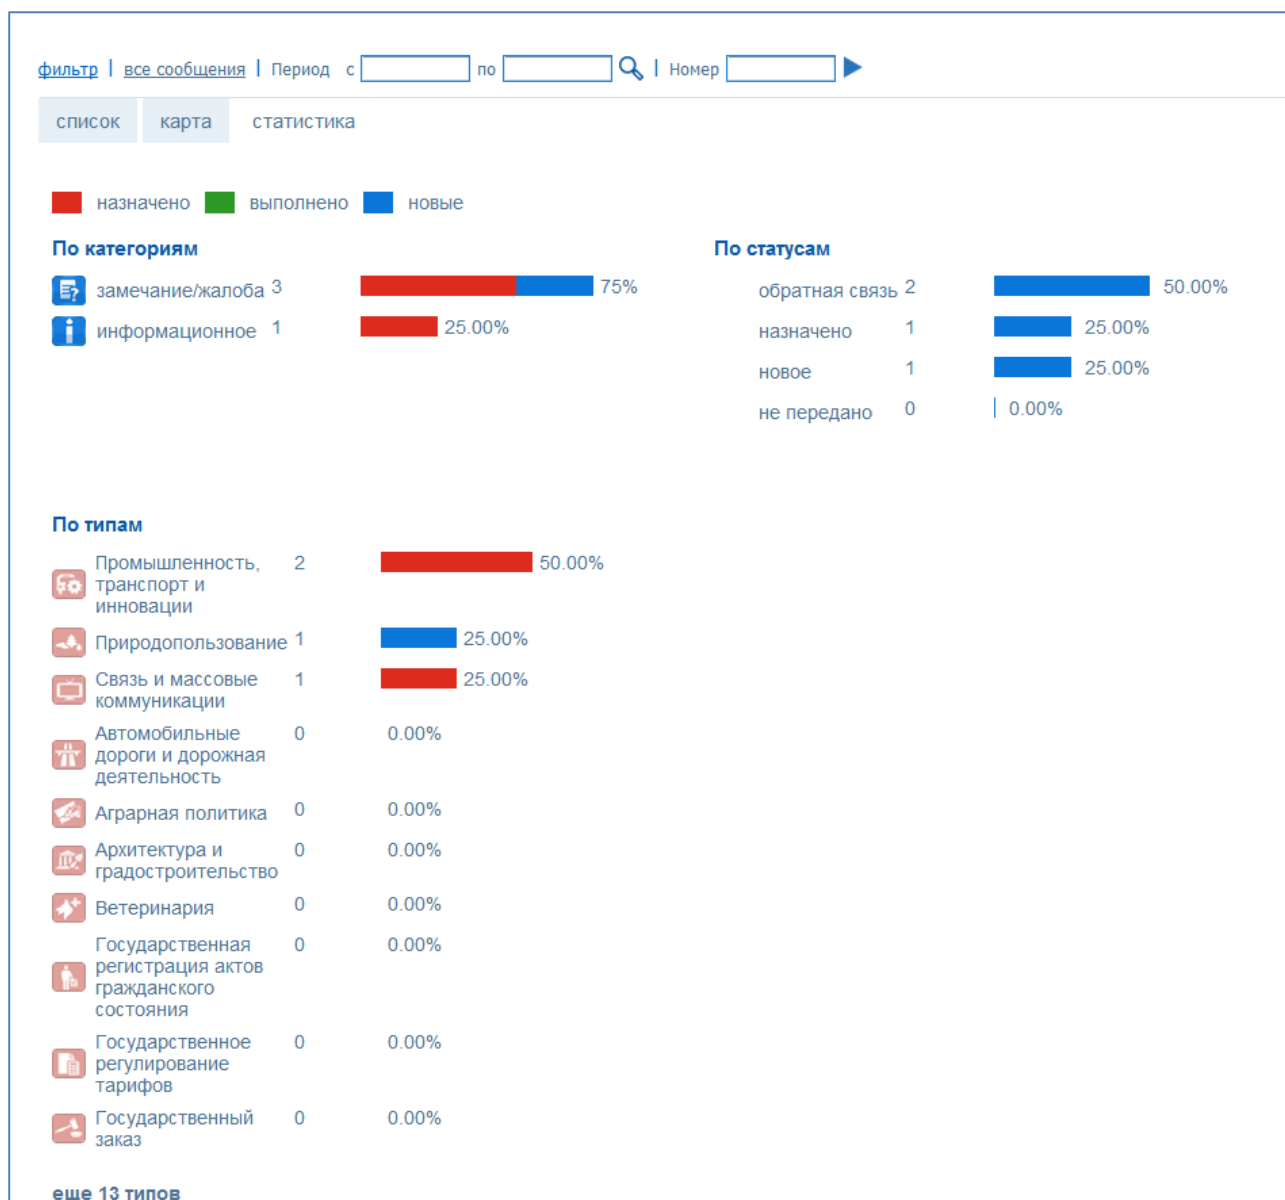 фильтр | все сообщения | Период с по | Номер
список карта статистика
назначено выполнено новые
По категориям
замечание/жалоба 3 75%
информационное 1 25.00%
По статусам
обратная связь 2 50.00%
назначено 1 25.00%
новое 1 25.00%
не передано 0 0.00%
По типам
Промышленность, 2 50.00%
транспорт и
инновации
Природопользование 1 25.00%
Связь и массовые 1 25.00%
коммуникации
Автомобильные 0 0.00%
дороги и дорожная
деятельность
Аграрная политика 0 0.00%
Архитектура и 0 0.00%
градостроительство
Ветеринария 0 0.00%
Государственная 0 0.00%
регистрация актов
гражданского
состояния
Государственное 0 0.00%
регулирование
тарифов
Государственный 0 0.00%
заказ
еще 13 типов